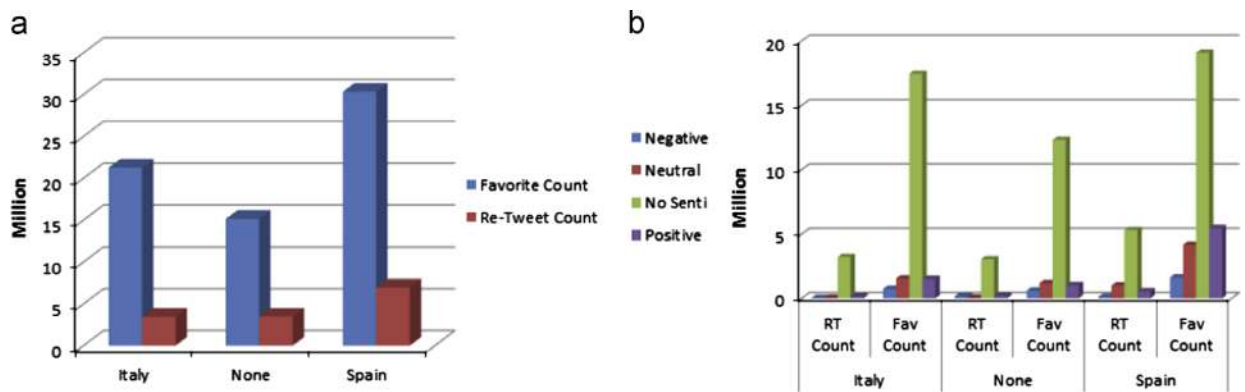 a
35
30
25
20
15
10
5
0
Million
Italy None Spain
Favorite Count
Re-Tweet Count
b
Negative
Neutral
No Senti
Positive
20
15
10
5
0
Million
RT Count Fav Count RT Count Fav Count RT Count Fav Count
Italy None Spain